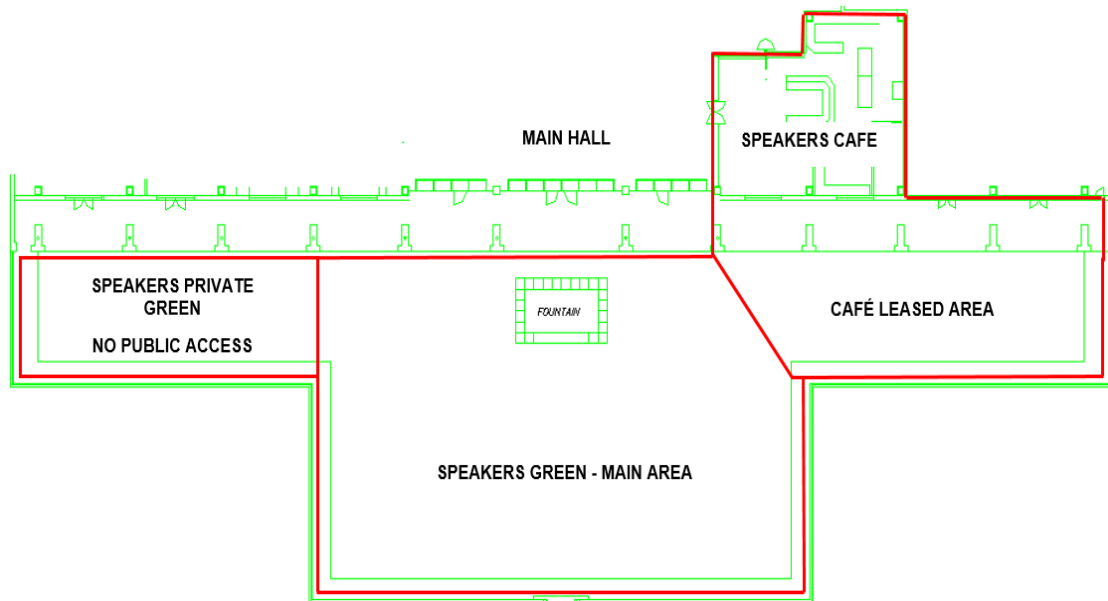 MAIN HALL
SPEAKERS CAFE
SPEAKERS PRIVATE
GREEN
NO PUBLIC ACCESS
FOUNTAIN
CAFÉ LEASED AREA
SPEAKERS GREEN - MAIN AREA